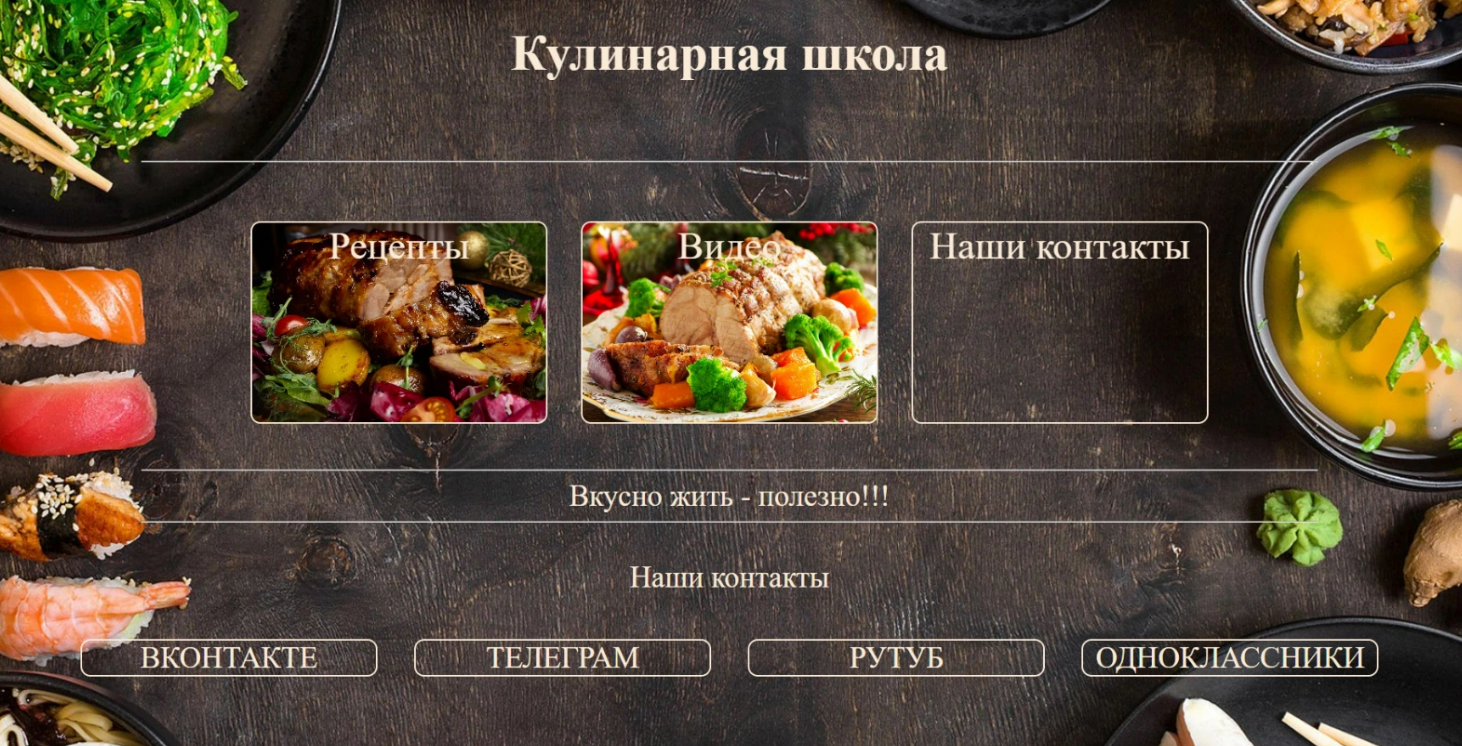 Кулинарная школа
Рецепты
Видео
Наши контакты
Вкусно жить - полезно!!!
Наши контакты
ВКОНТАКТЕ
ТЕЛЕГРАМ
РУТУБ
ОДНОКЛАССНИКИ